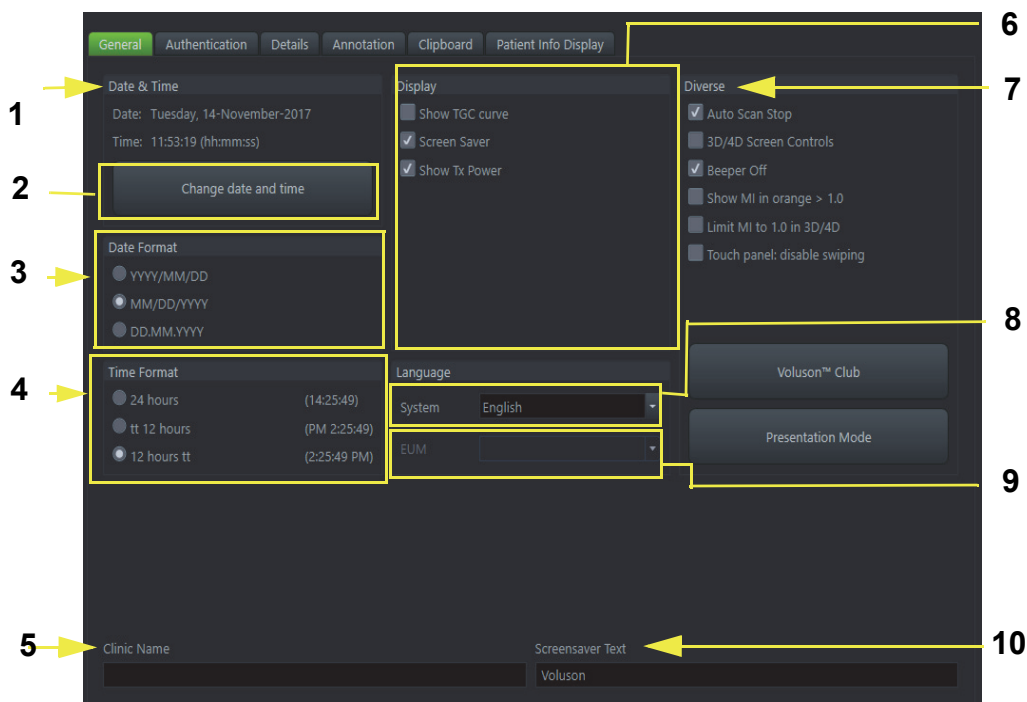 6
General Authentication Details Annotation Clipboard Patient Info Display
1
Date & Time
Date: Tuesday, 14-November-2017
Time: 11:53:19 (hh:mm:ss)
2
Change date and time
3
Date Format
YYYY/MM/DD
MM/DD/YYYY
DD.MM.YYYY
4
Time Format
24 hours (14:25:49)
tt 12 hours (PM 2:25:49)
12 hours tt (2:25:49 PM)
Display
Show TGC curve
Screen Saver
Show Tx Power
Language
System English
EUM
Diverse
7
Auto Scan Stop
3D/4D Screen Controls
Beeper Off
Show MI in orange > 1.0
Limit MI to 1.0 in 3D/4D
Touch panel: disable swiping
8
Voluson™ Club
Presentation Mode
9
5
Clinic Name
Screensaver Text
10
Voluson